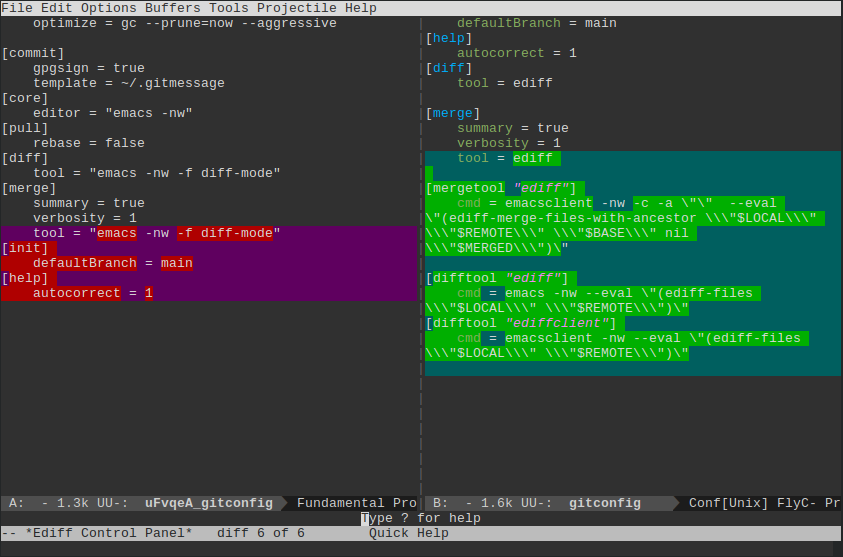 File Edit Options Buffers Tools Projectile Help
optimize = gc --prune=now --aggressive
[commit]
gpgsign = true
template = ~/.gitmessage
[core]
editor = "emacs -nw"
[pull]
rebase = false
[diff]
tool = "emacs -nw -f diff-mode"
[merge]
summary = true
verbosity = 1
tool = "emacs -nw -f diff-mode"
[init]
defaultBranch = main
[help]
autocorrect = 1
defaultBranch = main
[help]
autocorrect = 1
[diff]
tool = ediff
[merge]
summary = true
verbosity = 1
tool = ediff
[mergetool "ediff"]
cmd = emacsclient -nw -c -a \"\"  --eval
\"(ediff-merge-files-with-ancestor \\\"$LOCAL\\\"
\\\"$REMOTE\\\" \\\"$BASE\\\" nil
\\\"$MERGED\\\")\"
[difftool "ediff"]
cmd = emacs -nw --eval \"(ediff-files
\\\"$LOCAL\\\" \\\"$REMOTE\\\")\"
[difftool "ediffclient"]
cmd = emacsclient -nw --eval \"(ediff-files
\\\"$LOCAL\\\" \\\"$REMOTE\\\")\"
A:  - 1.3k UU-:  uFvqeA_gitconfig  Fundamental Pro
B:  - 1.6k UU-:  gitconfig  Conf[Unix] FlyC- Pr
Type ? for help
-- *Ediff Control Panel*   diff 6 of 6        Quick Help